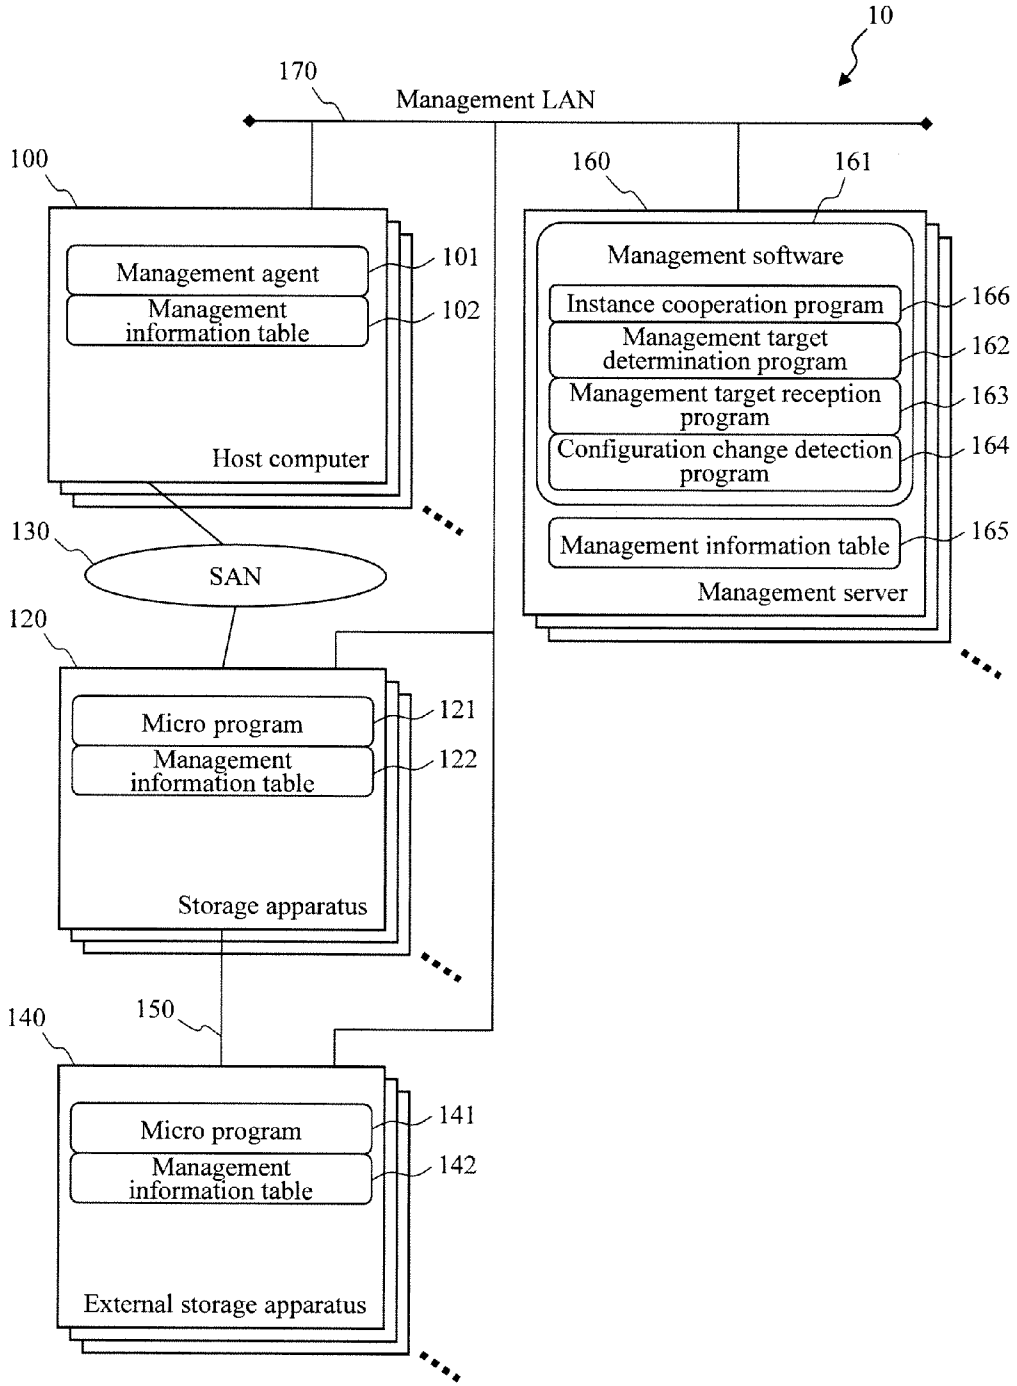 10
170
Management LAN
100
160
161
Management software
Management agent
101
Management
information table
102
Instance cooperation program
166
Management target
determination program
162
Management target reception
program
163
Configuration change detection
program
164
Host computer
130
SAN
Management information table
165
Management server
120
Micro program
121
Management
information table
122
Storage apparatus
150
140
Micro program
141
Management
information table
142
External storage apparatus